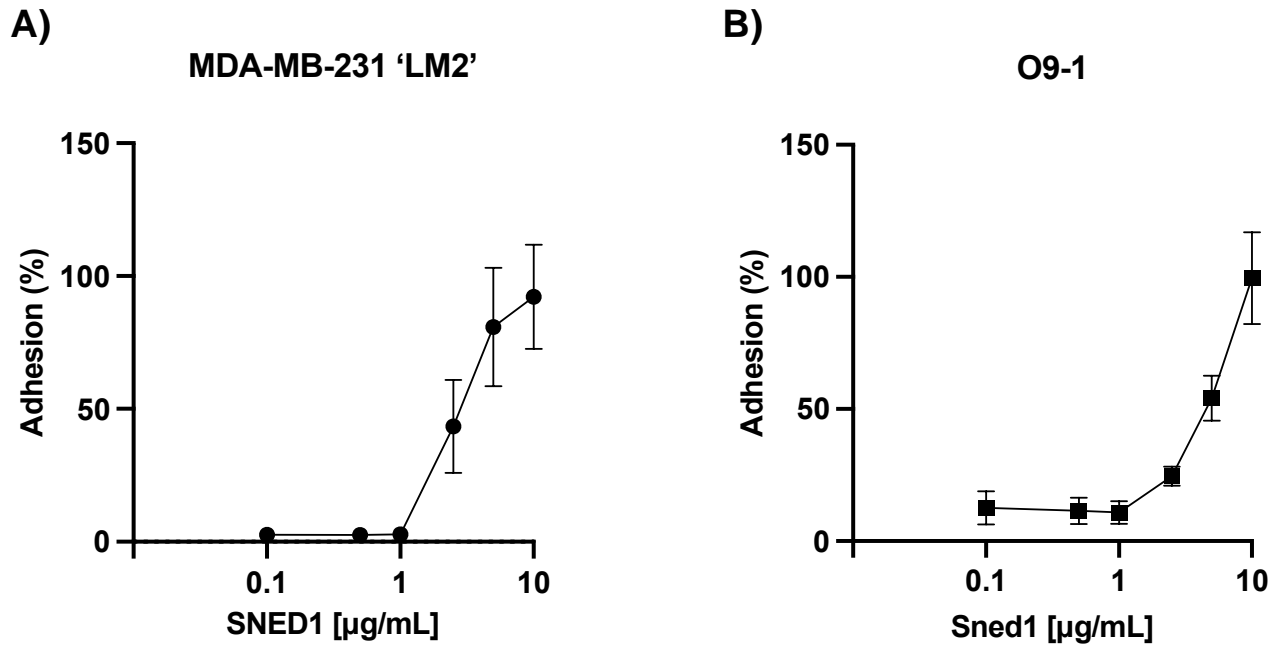 A)
MDA-MB-231 ‘LM2’
150
100
50
0
Adhesion (%)
0.1
1
10
SNED1 [µg/mL]
B)
O9-1
150
100
50
0
Adhesion (%)
0.1
1
10
Sned1 [µg/mL]